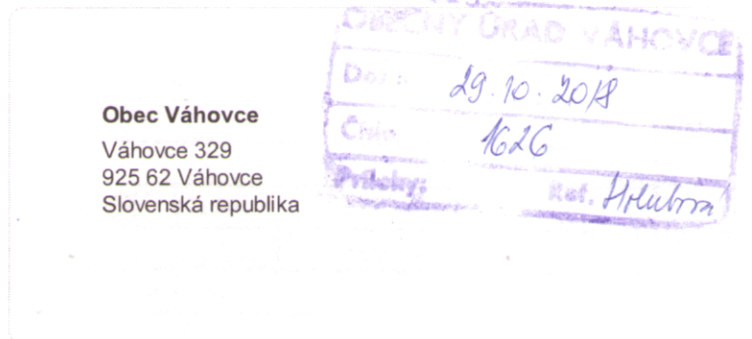 Obec Váhovce
Váhovce 329
925 62 Váhovce
Slovenská republika
OBECNÝ ÚRAD VÁHOVCE
29.10.2018
Číslo
1626
Prílohy:
Ref. Holubová